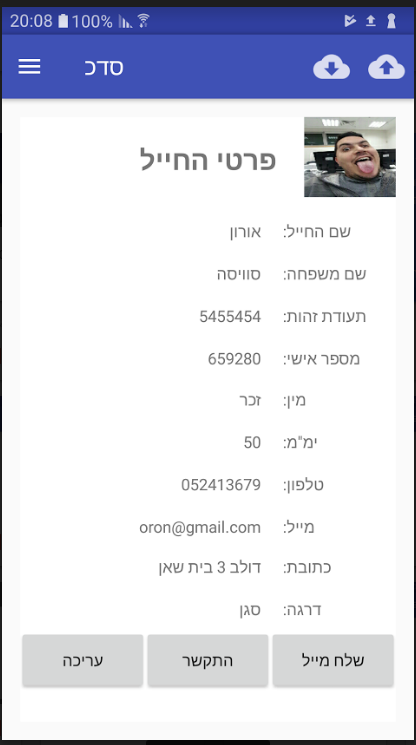 20:08 100%
סדכ
פרטי החייל
שם החייל: אורון
שם משפחה: סוויסה
תעודת זהות: 5455454
מספר אישי: 659280
מין: זכר
ימ"מ: 50
טלפון: 052413679
מייל: oron@gmail.com
כתובת: דולב 3 בית שאן
דרגה: סגן
שלח מייל התקשר עריכה